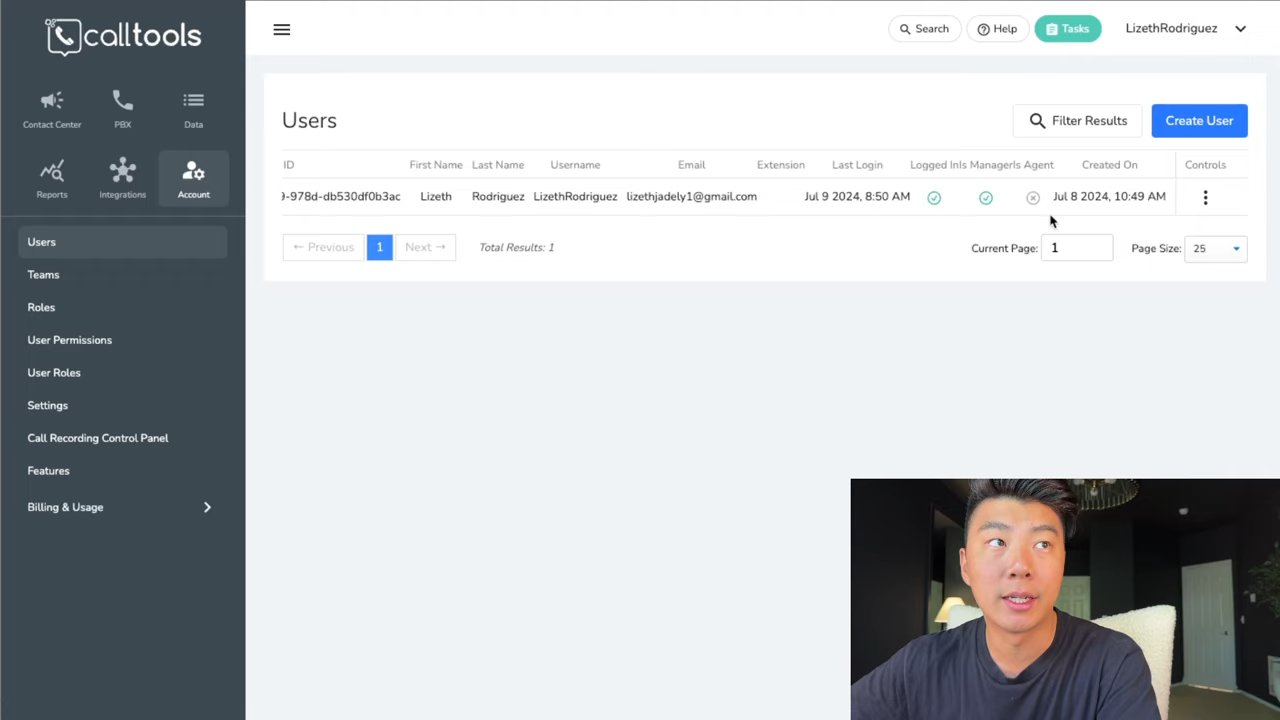 calltools
Search
Help
Tasks
LizethRodriguez
Contact Center
PBX
Data
Reports
Integrations
Account
Users
Teams
Roles
User Permissions
User Roles
Settings
Call Recording Control Panel
Features
Billing & Usage
Users
Filter Results
Create User
ID First Name Last Name Username Email Extension Last Login Logged In Is Manager Is Agent Created On Controls
9-978d-db530df0b3ac Lizeth Rodriguez LizethRodriguez lizethjadely1@gmail.com Jul 9 2024, 8:50 AM Jul 8 2024, 10:49 AM
← Previous 1 Next → Total Results: 1 Current Page: 1 Page Size: 25